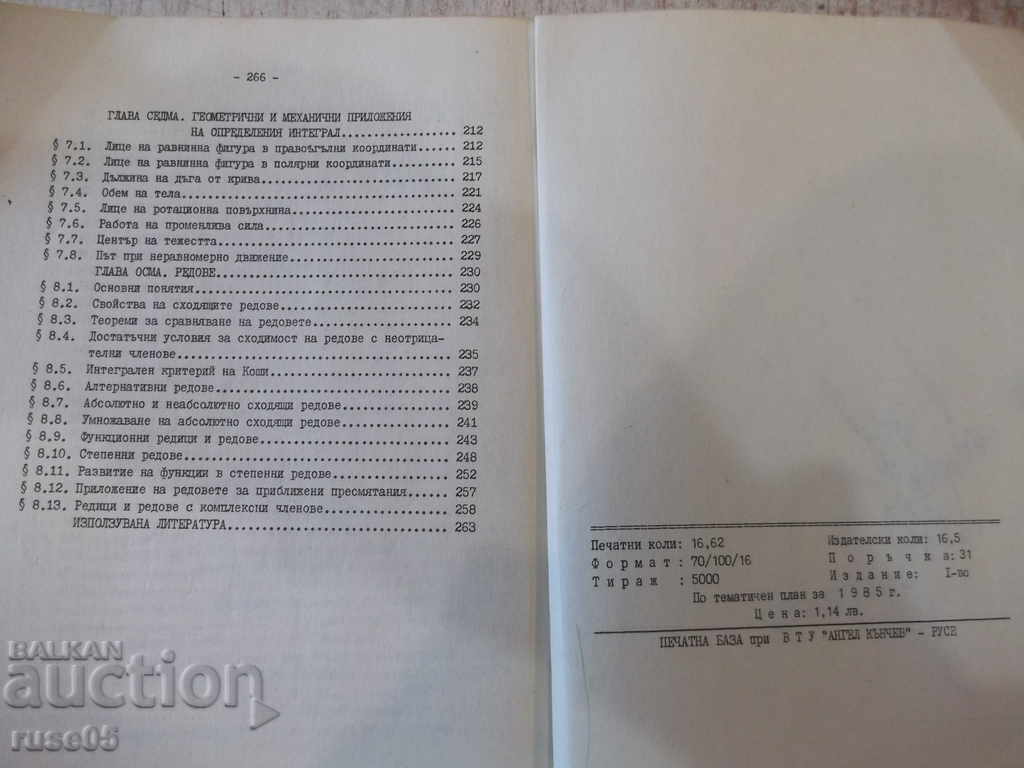 - 266 -
ГЛАВА СЕДМА. ГЕОМЕТРИЧНИ И МЕХАНИЧНИ ПРИЛОЖЕНИЯ
НА ОПРЕДЕЛЕНИЯ ИНТЕГРАЛ.................. 212
§ 7.1. Лице на равнинна фигура в правоъгълни координати...... 212
§ 7.2. Лице на равнинна фигура в полярни координати.......... 215
§ 7.3. Дължина на дъга от крива.............................. 217
§ 7.4. Обем на тела.......................................... 221
§ 7.5. Лице на ротационна повърхнина......................... 224
§ 7.6. Работа на променлива сила............................. 226
§ 7.7. Център на тежестта.................................... 227
§ 7.8. Път при неравномерно движение......................... 229
ГЛАВА ОСМА. РЕДОВЕ.................................... 230
§ 8.1. Основни понятия....................................... 230
§ 8.2. Свойства на сходящите редове.......................... 232
§ 8.3. Теореми за сравняване на редовете..................... 234
§ 8.4. Достатъчни условия за сходимост на редове с неотрица-
телни членове......................................... 235
§ 8.5. Интегрален критерий на Коши........................... 237
§ 8.6. Алтернативни редове................................... 238
§ 8.7. Абсолютно и неабсолютно сходящи редове................ 239
§ 8.8. Умножаване на абсолютно сходящи редове................ 241
§ 8.9. Функционни редици и редове............................ 243
§ 8.10. Степенни редове...................................... 248
§ 8.11. Развитие на функции в степенни редове................ 252
§ 8.12. Приложение на редовете за приближени пресмятания...... 257
§ 8.13. Редици и редове с комплексни членове................. 258
ИЗПОЛЗУВАНА ЛИТЕРАТУРА................................ 263
Печатни коли: 16,62 Издателски коли: 16,5
Формат: 70/100/16 Поръчка: 31
Тираж: 5000 Издание: I-во
По тематичен план за 1985 г.
Цена: 1,14 лв.
ПЕЧАТНА БАЗА при ВТУ "АНГЕЛ КЪНЧЕВ" - РУСЕ
BALKAN
auction
ruse05